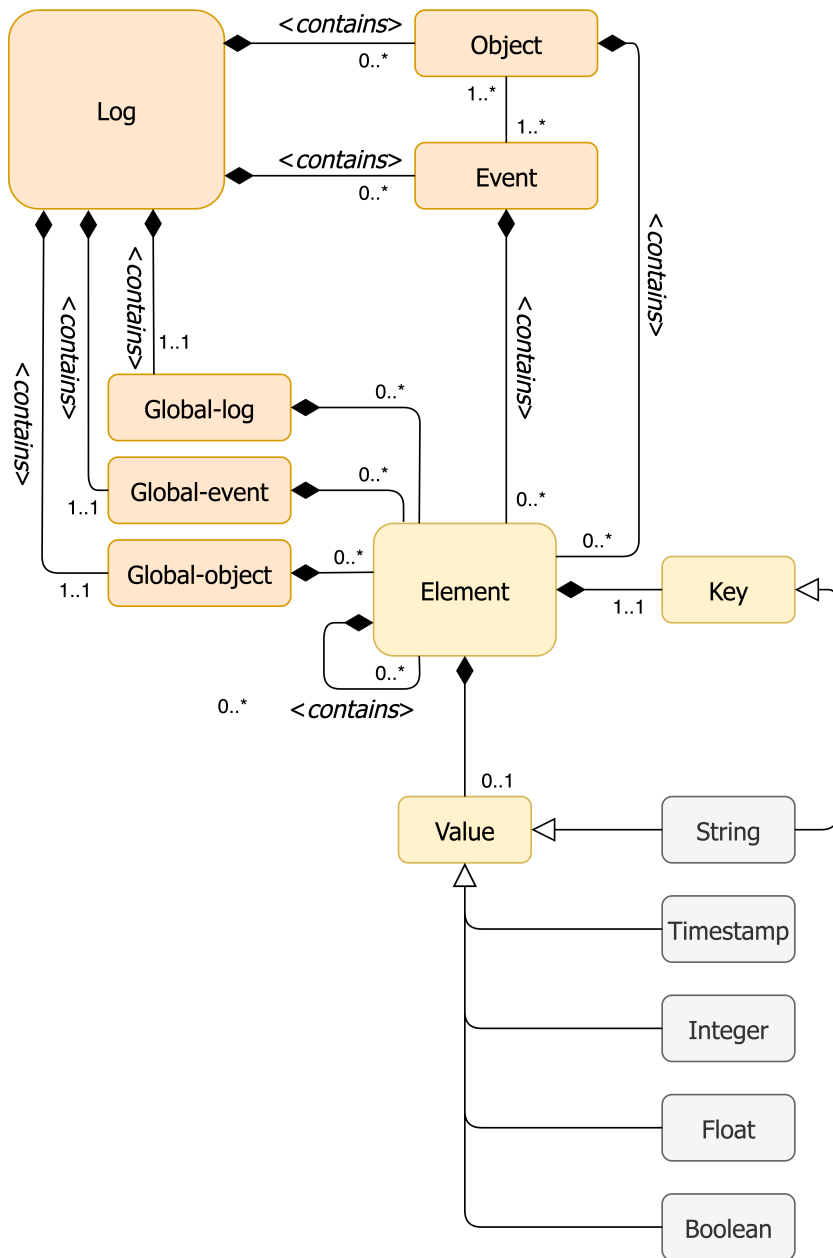 <contains>
Object
0..*
Log
1..*
1..*
<contains>
Event
0..*
<contains>
<contains>
<contains>
<contains>
<contains>
1..1
Global-log
0..*
Global-event
0..*
1..1
0..*
Global-object
0..*
0..*
1..1
Element
Key
1..1
0..*
0..*
<contains>
0..1
Value
String
Timestamp
Integer
Float
Boolean